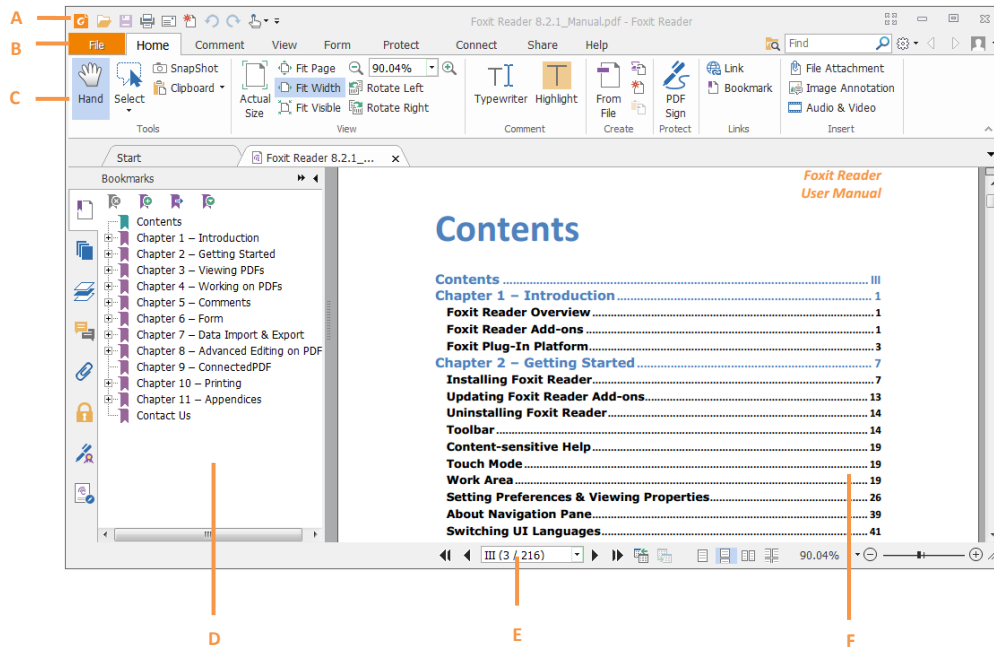 A
Foxit Reader 8.2.1_Manual.pdf - Foxit Reader
B
File Home Comment View Form Protect Connect Share Help Find
C
Hand Select SnapShot Clipboard
Tools
Actual Size Fit Page Fit Width Fit Visible 90.04% Rotate Left Rotate Right
View
Typewriter Highlight
Comment
From File
Create
PDF Sign
Protect
Link
Bookmark
Links
File Attachment
Image Annotation
Audio & Video
Insert
Start Foxit Reader 8.2.1_... x
Bookmarks
Contents
Chapter 1 – Introduction
Chapter 2 – Getting Started
Chapter 3 – Viewing PDFs
Chapter 4 – Working on PDFs
Chapter 5 – Comments
Chapter 6 – Form
Chapter 7 – Data Import & Export
Chapter 8 – Advanced Editing on PDF
Chapter 9 – ConnectedPDF
Chapter 10 – Printing
Chapter 11 – Appendices
Contact Us
Foxit Reader
User Manual
Contents
Contents ........ III
Chapter 1 – Introduction ........ 1
Foxit Reader Overview ........ 1
Foxit Reader Add-ons ........ 1
Foxit Plug-In Platform ........ 3
Chapter 2 – Getting Started ........ 7
Installing Foxit Reader ........ 7
Updating Foxit Reader Add-ons ........ 13
Uninstalling Foxit Reader ........ 14
Toolbar ........ 14
Content-sensitive Help ........ 19
Touch Mode ........ 19
Work Area ........ 19
Setting Preferences & Viewing Properties ........ 26
About Navigation Pane ........ 39
Switching UI Languages ........ 41
III (3 / 216) 90.04%
D E F